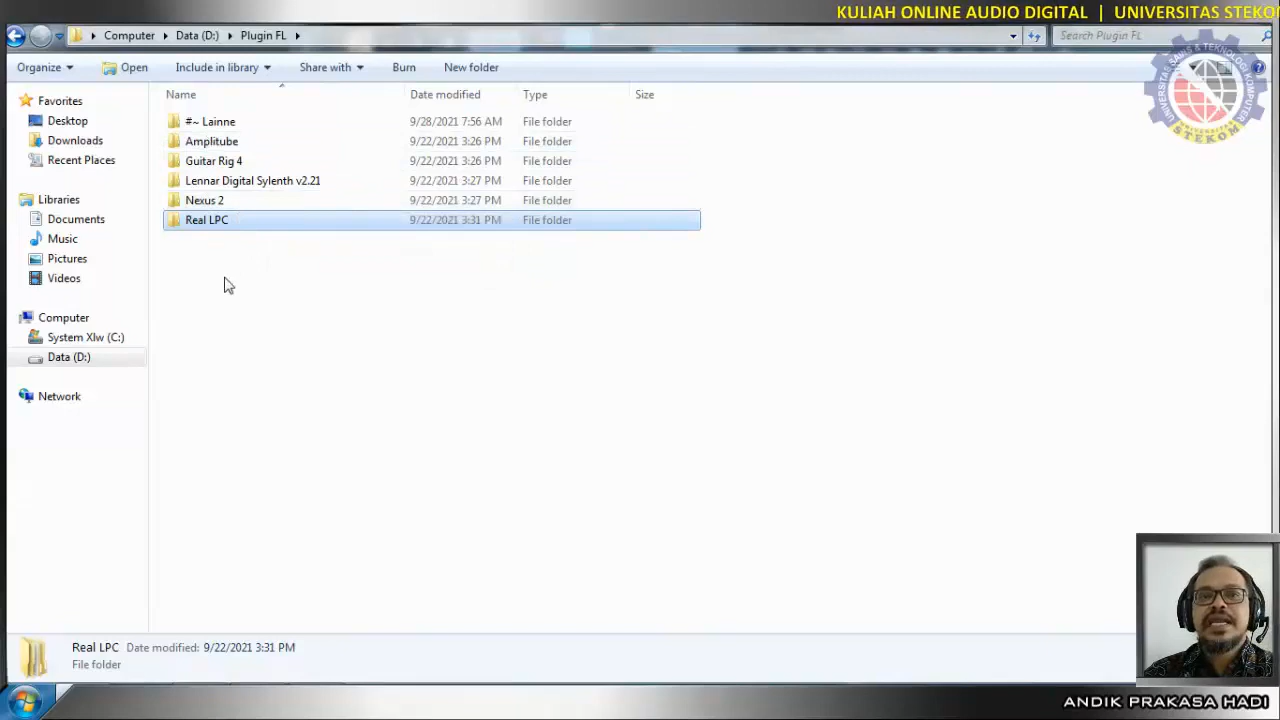 KULIAH ONLINE AUDIO DIGITAL | UNIVERSITAS STEKO
Computer Data (D:) Plugin FL
Search Plugin FL
Organize Open Include in library Share with Burn New folder
Name Date modified Type Size
Favorites
Desktop
Downloads
Recent Places
Libraries
Documents
Music
Pictures
Videos
Computer
System Xlw (C:)
Data (D:)
Network
#~ Lainne 9/28/2021 7:56 AM File folder
Amplitube 9/22/2021 3:26 PM File folder
Guitar Rig 4 9/22/2021 3:26 PM File folder
Lennar Digital Sylenth v2.21 9/22/2021 3:27 PM File folder
Nexus 2 9/22/2021 3:27 PM File folder
Real LPC 9/22/2021 3:31 PM File folder
UNIVERSITAS SAINS & TEKNOLOGI KOMPUTER
STEKOM
Real LPC Date modified: 9/22/2021 3:31 PM
File folder
ANDIK PRAKASA HADI